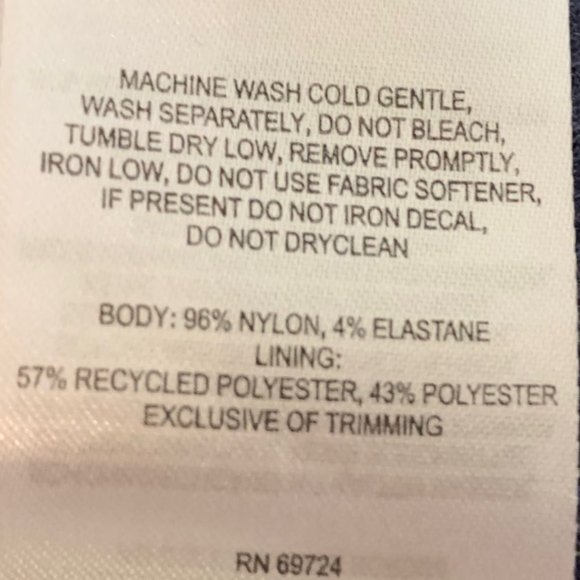 MACHINE WASH COLD GENTLE,
WASH SEPARATELY, DO NOT BLEACH,
TUMBLE DRY LOW, REMOVE PROMPTLY,
IRON LOW, DO NOT USE FABRIC SOFTENER,
IF PRESENT DO NOT IRON DECAL,
DO NOT DRYCLEAN
BODY: 96% NYLON, 4% ELASTANE
LINING:
57% RECYCLED POLYESTER, 43% POLYESTER
EXCLUSIVE OF TRIMMING
RN 69724